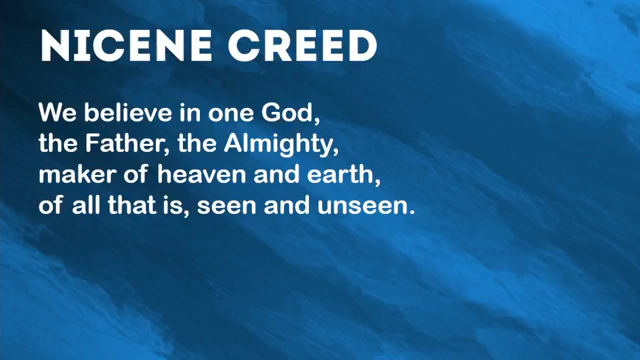 NICENE CREED
We believe in one God,
the Father, the Almighty,
maker of heaven and earth,
of all that is, seen and unseen.